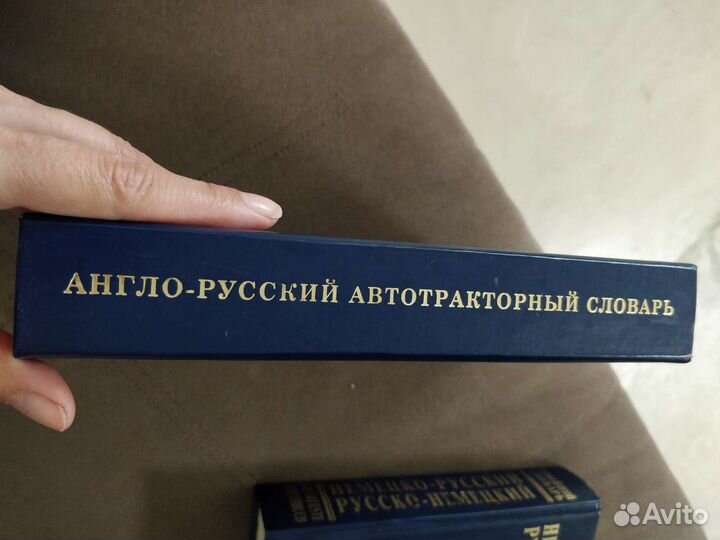 АНГЛО-РУССКИЙ АВТОТРАКТОРНЫЙ СЛОВАРЬ
НЕМЕЦКО-РУССКИЙ
РУССКО-НЕМЕЦКИЙ
Avito